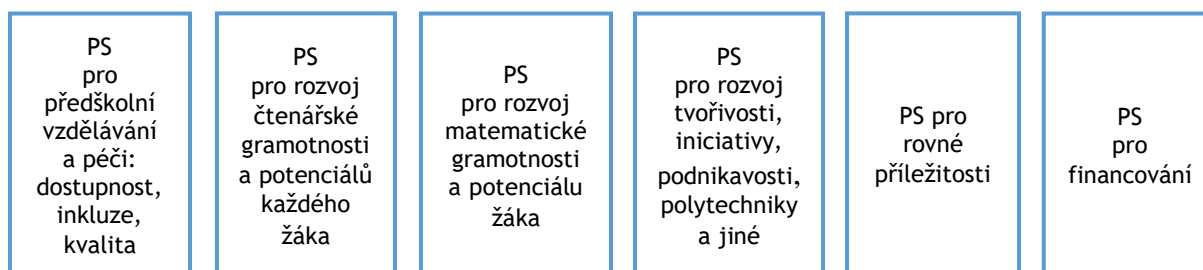 PS
pro
předškolní
vzdělávání
a péči:
dostupnost,
inkluze,
kvalita
PS
pro rozvoj
čtenářské
gramotnosti
a potenciálů
každého
žáka
PS
pro rozvoj
matematické
gramotnosti
a potenciálu
žáka
PS
pro rozvoj
tvořivosti,
iniciativy,
podnikavosti,
polytechniky
a jiné
PS pro
rovné
příležitosti
PS
pro
financování